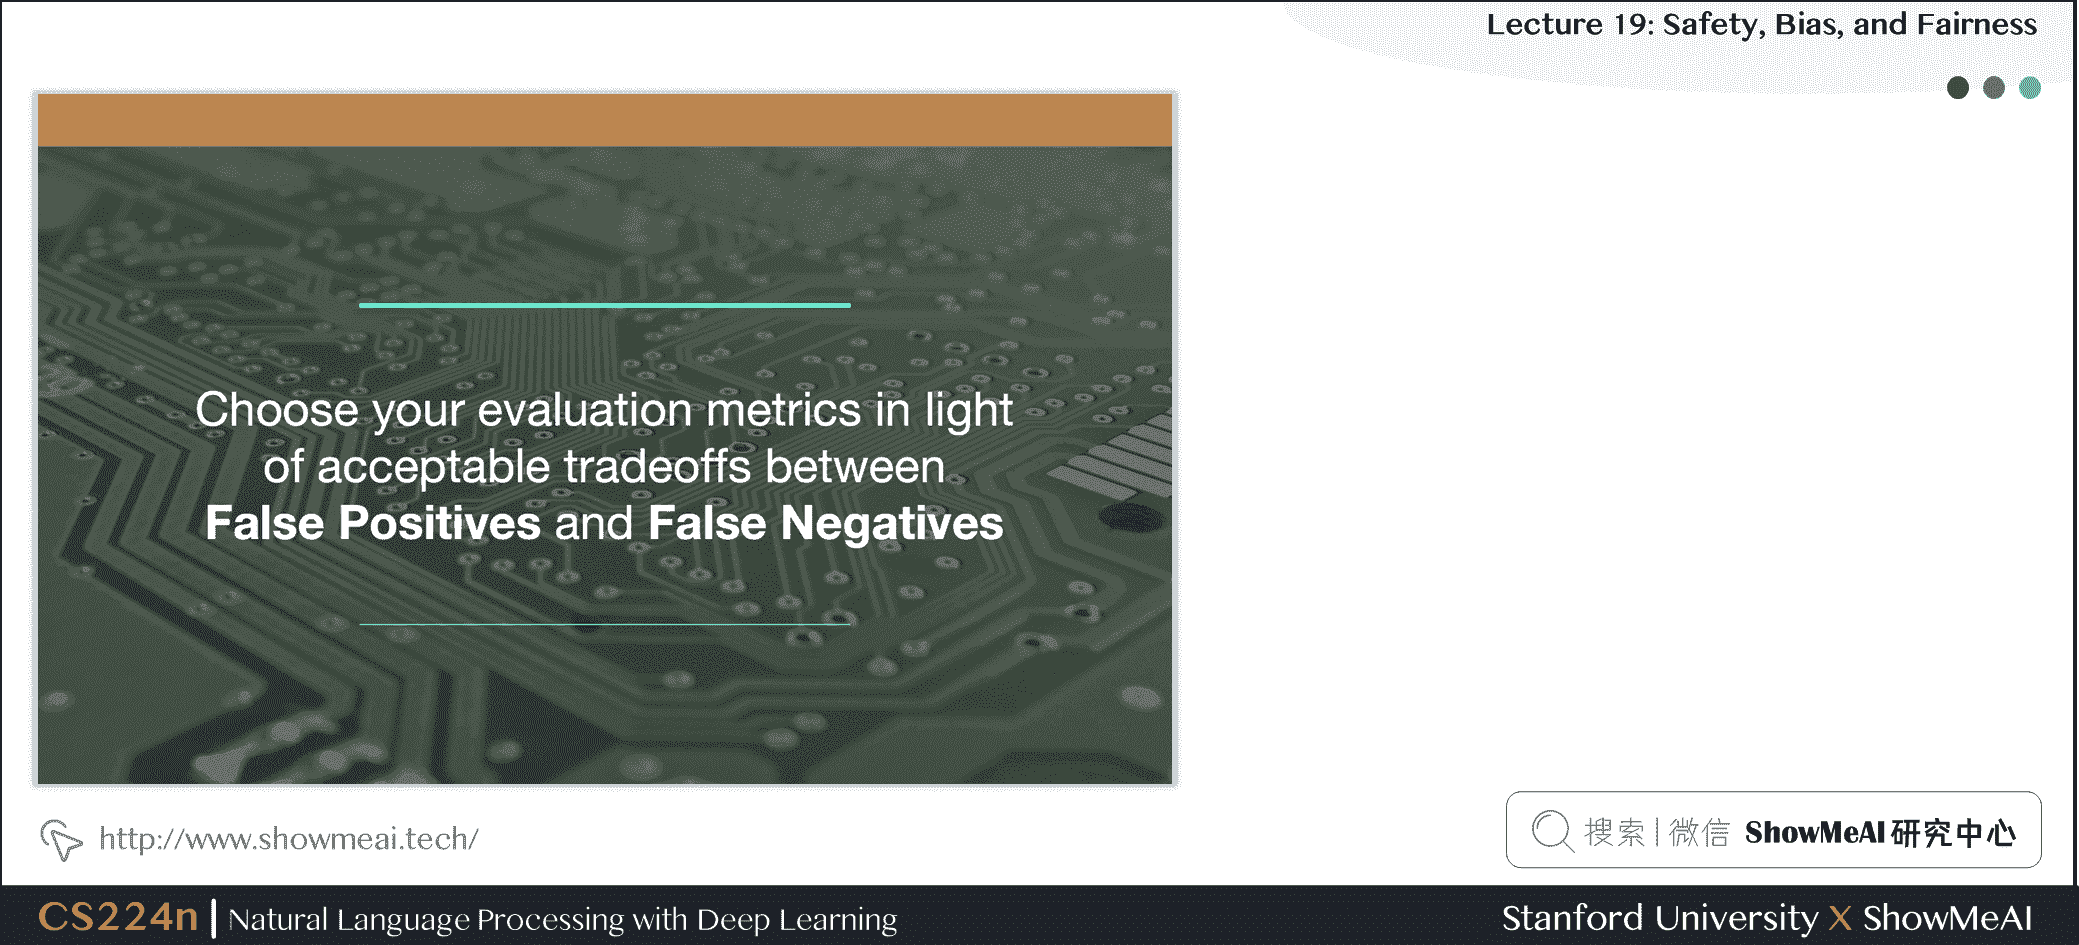 Lecture 19: Safety, Bias, and Fairness
Choose your evaluation metrics in light
of acceptable tradeoffs between
False Positives and False Negatives
http://www.showmeai.tech/
搜索 | 微信 ShowMeAI 研究中心
CS224n | Natural Language Processing with Deep Learning
Stanford University X ShowMeAI